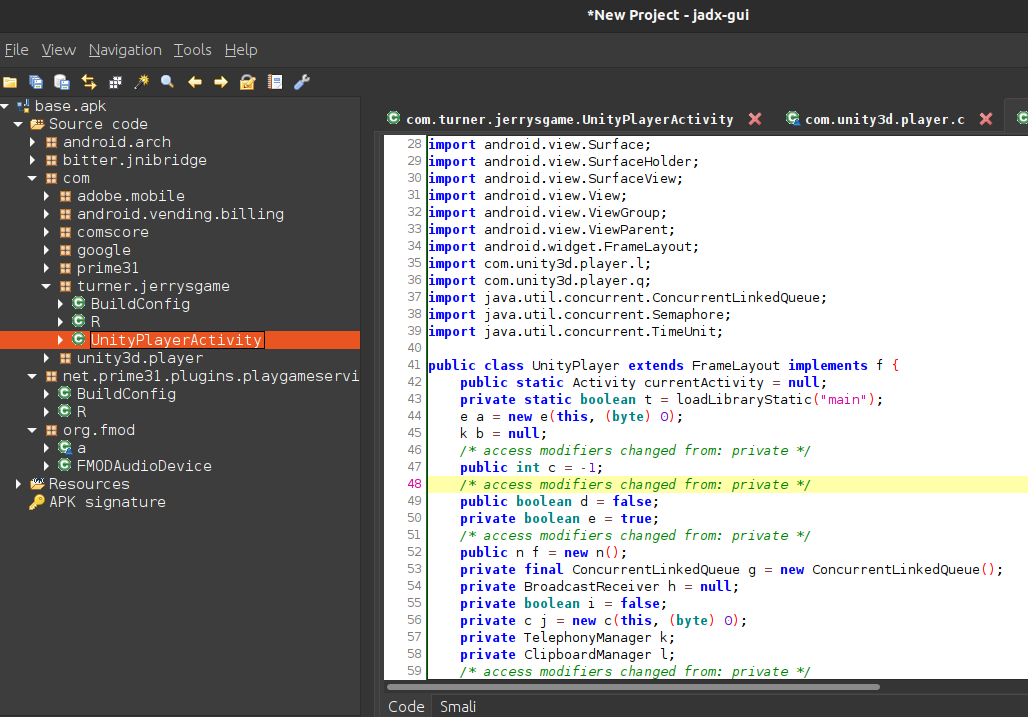 *New Project - jadx-gui
File View Navigation Tools Help
base.apk
Source code
android.arch
bitter.jnibridge
com
adobe.mobile
android.vending.billing
comscore
google
prime31
turner.jerrysgame
BuildConfig
R
UnityPlayerActivity
unity3d.player
net.prime31.plugins.playgameservi
BuildConfig
R
org.fmod
a
FMODAudioDevice
Resources
APK signature
com.turner.jerrysgame.UnityPlayerActivity com.unity3d.player.c
28 import android.view.Surface;
29 import android.view.SurfaceHolder;
30 import android.view.SurfaceView;
31 import android.view.View;
32 import android.view.ViewGroup;
33 import android.view.ViewParent;
34 import android.widget.FrameLayout;
35 import com.unity3d.player.l;
36 import com.unity3d.player.q;
37 import java.util.concurrent.ConcurrentLinkedQueue;
38 import java.util.concurrent.Semaphore;
39 import java.util.concurrent.TimeUnit;
40
41 public class UnityPlayer extends FrameLayout implements f {
42 public static Activity currentActivity = null;
43 private static boolean t = loadLibraryStatic("main");
44 e a = new e(this, (byte) 0);
45 k b = null;
46 /* access modifiers changed from: private */
47 public int c = -1;
48 /* access modifiers changed from: private */
49 public boolean d = false;
50 private boolean e = true;
51 /* access modifiers changed from: private */
52 public n f = new n();
53 private final ConcurrentLinkedQueue g = new ConcurrentLinkedQueue();
54 private BroadcastReceiver h = null;
55 private boolean i = false;
56 private c j = new c(this, (byte) 0);
57 private TelephonyManager k;
58 private ClipboardManager l;
59 /* access modifiers changed from: private */
Code Smali